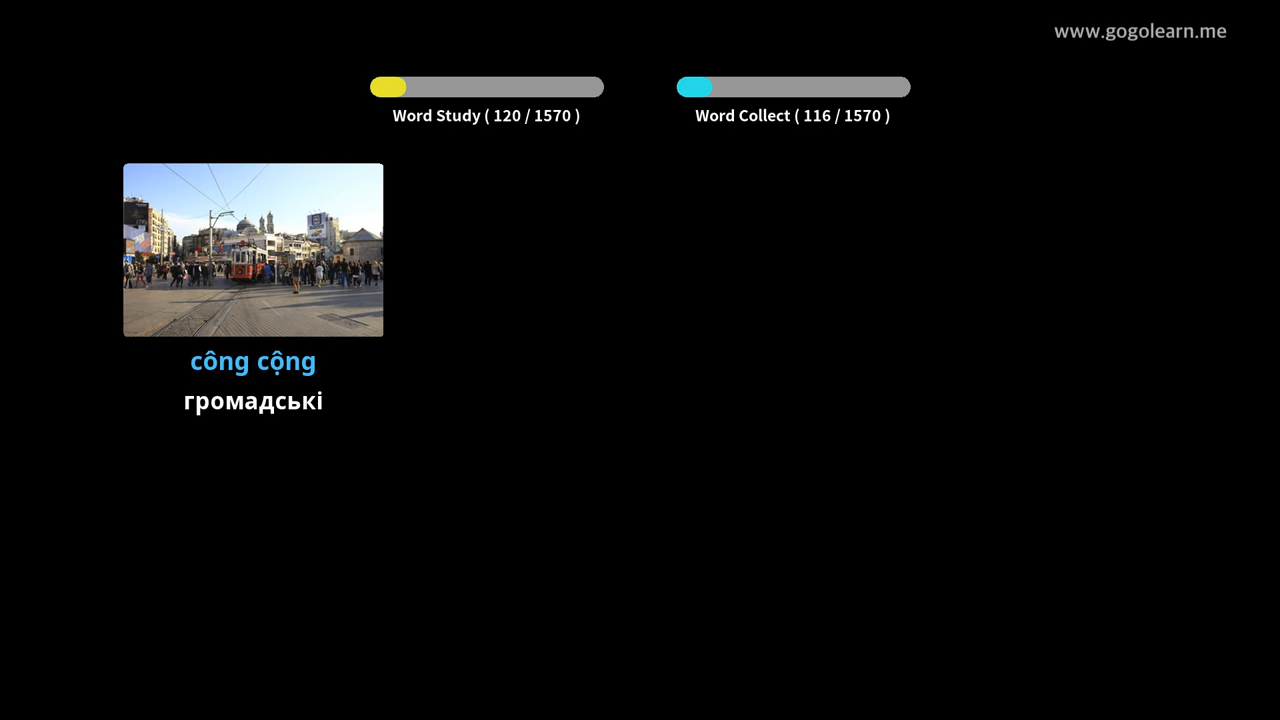 www.gogolearn.me
Word Study ( 120 / 1570 )
Word Collect ( 116 / 1570 )
công cộng
громадські